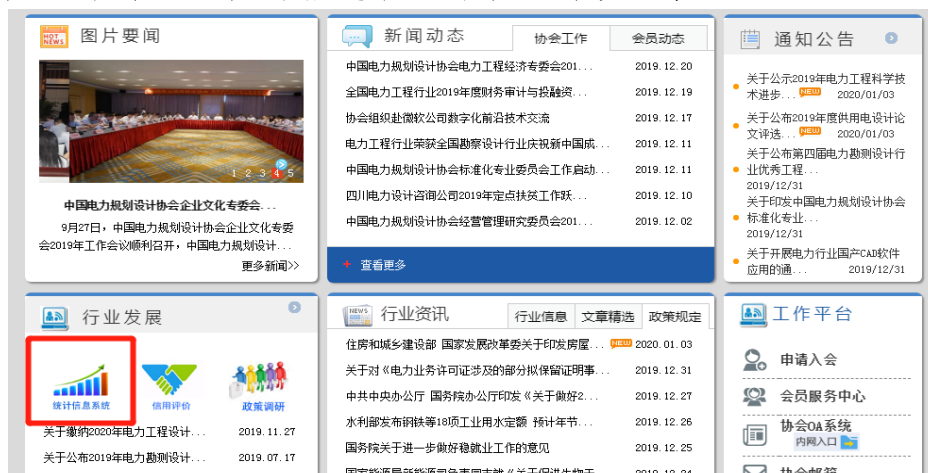 HOT NEWS 图片要闻
1 2 3 4 5
中国电力规划设计协会企业文化专委会...
9月27日，中国电力规划设计协会企业文化专委
会2019年工作会议顺利召开，中国电力规划设计...
更多新闻>>
新闻动态 协会工作 会员动态
中国电力规划设计协会电力工程经济专委会201... 2019.12.20
全国电力工程行业2019年度财务审计与投融资... 2019.12.19
协会组织赴微软公司数字化前沿技术交流 2019.12.17
电力工程行业荣获全国勘察设计行业庆祝新中国成... 2019.12.11
中国电力规划设计协会标准化专业委员会工作启动... 2019.12.11
四川电力设计咨询公司2019年定点扶贫工作跃... 2019.12.10
中国电力规划设计协会经营管理研究委员会201... 2019.12.02
+ 查看更多
通知公告
关于公示2019年电力工程科学技
术进步... NEW 2020/01/03
关于公布2019年度供用电设计论
文评选... NEW 2020/01/03
关于公布第四届电力勘测设计行
业优秀工程...
2019/12/31
关于印发中国电力规划设计协会
标准化专业...
2019/12/31
关于开展电力行业国产CAD软件
应用的通... 2019/12/31
行业发展
统计信息系统 信用评价 政策调研
关于缴纳2020年电力工程设计... 2019.11.27
关于公布2019年电力勘测设计... 2019.07.17
NEWS 行业资讯 行业信息 文章精选 政策规定
住房和城乡建设部 国家发展改革委关于印发房屋... NEW 2020.01.03
关于对《电力业务许可证涉及的部分拟保留证明事... 2019.12.31
中共中央办公厅 国务院办公厅印发《关于做好2... 2019.12.27
水利部发布钢铁等18项工业用水定额 预计年节... 2019.12.26
国务院关于进一步做好稳就业工作的意见 2019.12.25
工作平台
申请入会
会员服务中心
协会OA系统
内网入口
协会邮箱